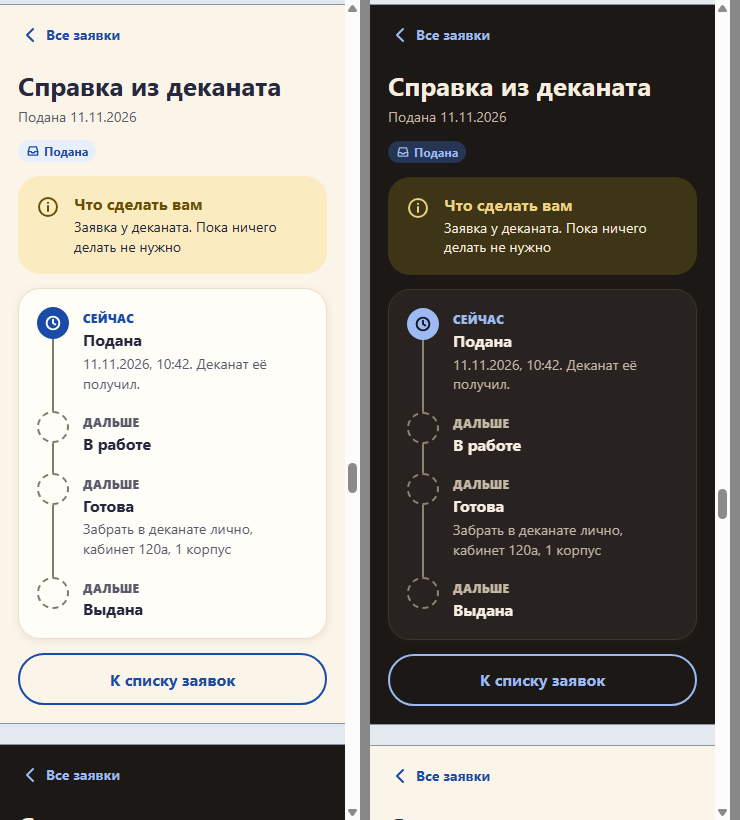 Все заявки
Справка из деканата
Подана 11.11.2026
Подана
Что сделать вам
Заявка у деканата. Пока ничего
делать не нужно
СЕЙЧАС
Подана
11.11.2026, 10:42. Деканат её
получил.
ДАЛЬШЕ
В работе
ДАЛЬШЕ
Готова
Забрать в деканате лично,
кабинет 120а, 1 корпус
ДАЛЬШЕ
Выдана
К списку заявок
Все заявки
Все заявки
Справка из деканата
Подана 11.11.2026
Подана
Что сделать вам
Заявка у деканата. Пока ничего
делать не нужно
СЕЙЧАС
Подана
11.11.2026, 10:42. Деканат её
получил.
ДАЛЬШЕ
В работе
ДАЛЬШЕ
Готова
Забрать в деканате лично,
кабинет 120а, 1 корпус
ДАЛЬШЕ
Выдана
К списку заявок
Все заявки